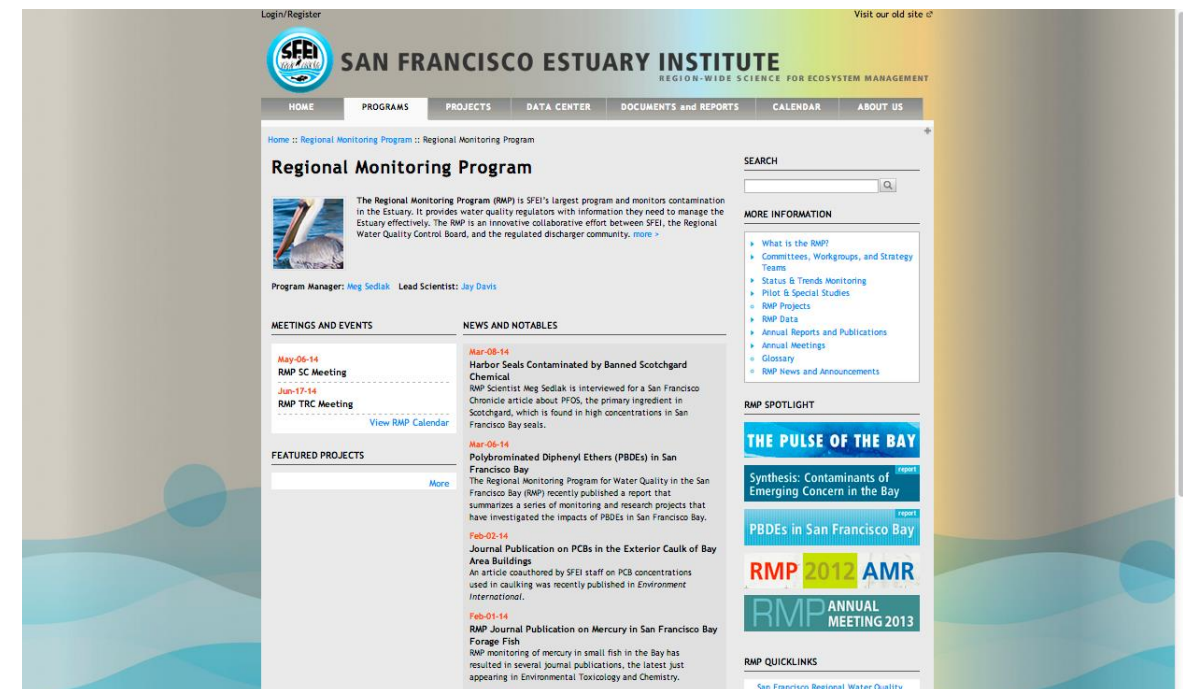 Login/Register
Visit our old site
SFEI
SAN FRANCISCO ESTUARY INSTITUTE
REGION-WIDE SCIENCE FOR ECOSYSTEM MANAGEMENT
HOME PROGRAMS PROJECTS DATA CENTER DOCUMENTS and REPORTS CALENDAR ABOUT US
Home :: Regional Monitoring Program :: Regional Monitoring Program
Regional Monitoring Program
The Regional Monitoring Program (RMP) is SFEI's largest program and monitors contamination
in the Estuary. It provides water quality regulators with information they need to manage the
Estuary effectively. The RMP is an innovative collaborative effort between SFEI, the Regional
Water Quality Control Board, and the regulated discharger community. more >
Program Manager: Meg Sedlak Lead Scientist: Jay Davis
MEETINGS AND EVENTS
May-06-14
RMP SC Meeting
Jun-17-14
RMP TRC Meeting
View RMP Calendar
FEATURED PROJECTS
More
NEWS AND NOTABLES
Mar-08-14
Harbor Seals Contaminated by Banned Scotchgard
Chemical
RMP Scientist Meg Sedlak is interviewed for a San Francisco
Chronicle article about PFOS, the primary ingredient in
Scotchgard, which is found in high concentrations in San
Francisco Bay seals.
Mar-06-14
Polybrominated Diphenyl Ethers (PBDEs) in San
Francisco Bay
The Regional Monitoring Program for Water Quality in the San
Francisco Bay (RMP) recently published a report that
summarizes a series of monitoring and research projects that
have investigated the impacts of PBDEs in San Francisco Bay.
Feb-02-14
Journal Publication on PCBs in the Exterior Caulk of Bay
Area Buildings
An article coauthored by SFEI staff on PCB concentrations
used in caulking was recently published in Environment
International.
Feb-01-14
RMP Journal Publication on Mercury in San Francisco Bay
Forage Fish
RMP monitoring of mercury in small fish in the Bay has
resulted in several journal publications, the latest just
appearing in Environmental Toxicology and Chemistry.
SEARCH
MORE INFORMATION
What is the RMP?
Committees, Workgroups, and Strategy
Teams
Status & Trends Monitoring
Pilot & Special Studies
RMP Projects
RMP Data
Annual Reports and Publications
Annual Meetings
Glossary
RMP News and Announcements
RMP SPOTLIGHT
THE PULSE OF THE BAY
report
Synthesis: Contaminants of
Emerging Concern in the Bay
report
PBDEs in San Francisco Bay
RMP 2012 AMR
RMP ANNUAL
MEETING 2013
RMP QUICKLINKS
San Francisco Regional Water Quality